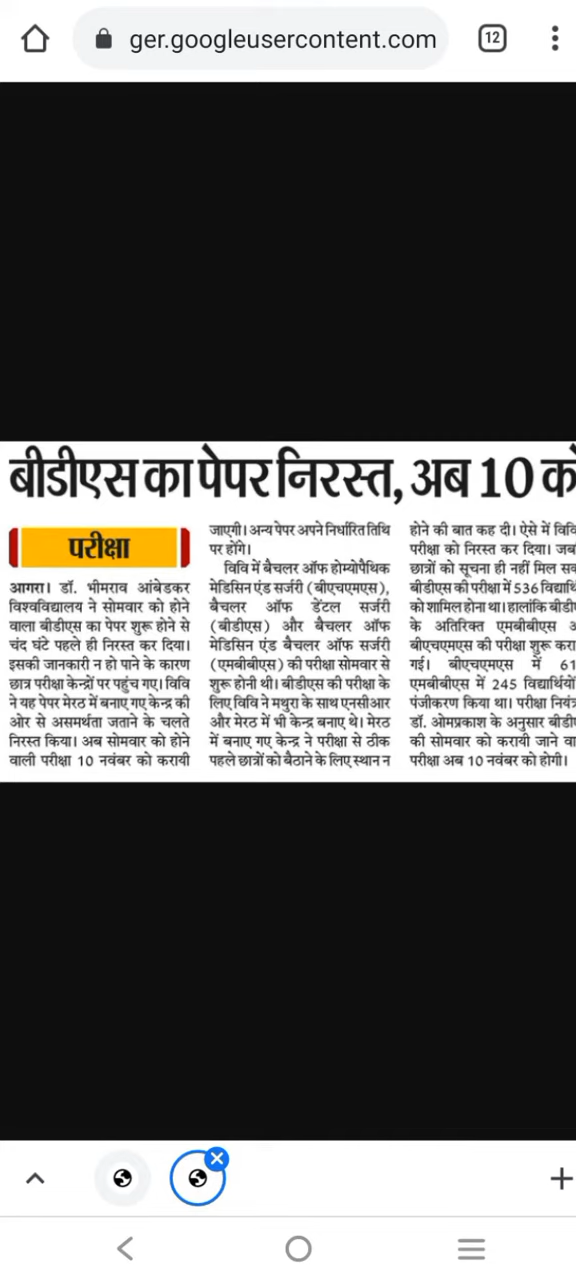 ger.googleusercontent.com
12
बीडीएस का पेपर निरस्त, अब 10 को
परीक्षा
आगरा। डॉ. भीमराव आंबेडकर
विश्वविद्यालय ने सोमवार को होने
वाला बीडीएस का पेपर शुरू होने से
चंद घंटे पहले ही निरस्त कर दिया।
इसकी जानकारी न हो पाने के कारण
छात्र परीक्षा केन्द्रों पर पहुंच गए। विवि
ने यह पेपर मेरठ में बनाए गए केन्द्र की
ओर से असमर्थता जताने के चलते
निरस्त किया। अब सोमवार को होने
वाली परीक्षा 10 नवंबर को करायी
जाएगी। अन्य पेपर अपने निर्धारित तिथि
पर होंगे।
विवि में बैचलर ऑफ होम्योपैथिक
मेडिसिन एंड सर्जरी (बीएचएमएस),
बैचलर ऑफ डेंटल सर्जरी
(बीडीएस) और बैचलर ऑफ
मेडिसिन एंड बैचलर ऑफ सर्जरी
(एमबीबीएस) की परीक्षा सोमवार से
शुरू होनी थी। बीडीएस की परीक्षा के
लिए विवि ने मथुरा के साथ एनसीआर
और मेरठ में भी केन्द्र बनाए थे। मेरठ
में बनाए गए केन्द्र ने परीक्षा से ठीक
पहले छात्रों को बैठाने के लिए स्थान न
होने की बात कह दी। ऐसे में विवि
परीक्षा को निरस्त कर दिया। जब
छात्रों को सूचना ही नहीं मिल
बीडीएस की परीक्षा में 536
को शामिल होना था। हालांकि
के अतिरिक्त एमबीबीएस
बीएचएमएस की परीक्षा शुरू करा
गई। बीएचएमएस में 61
एमबीबीएस में 245 विद्यार्थियों
पंजीकरण किया था। परीक्षा
डॉ. ओमप्रकाश के अनुसार
की सोमवार को करायी जाने
परीक्षा अब 10 नवंबर को होगी।